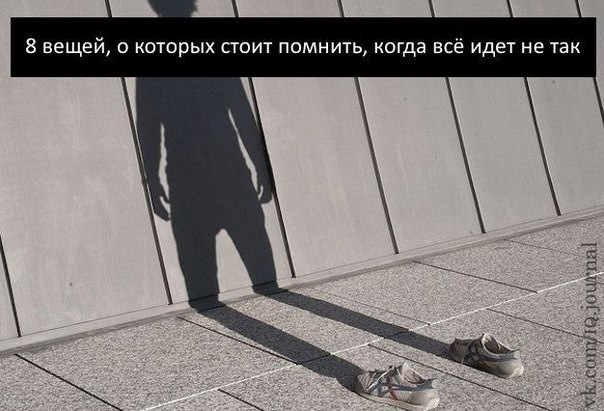 8 вещей, о которых стоит помнить, когда всё идет не так
vk.com/iq.journal